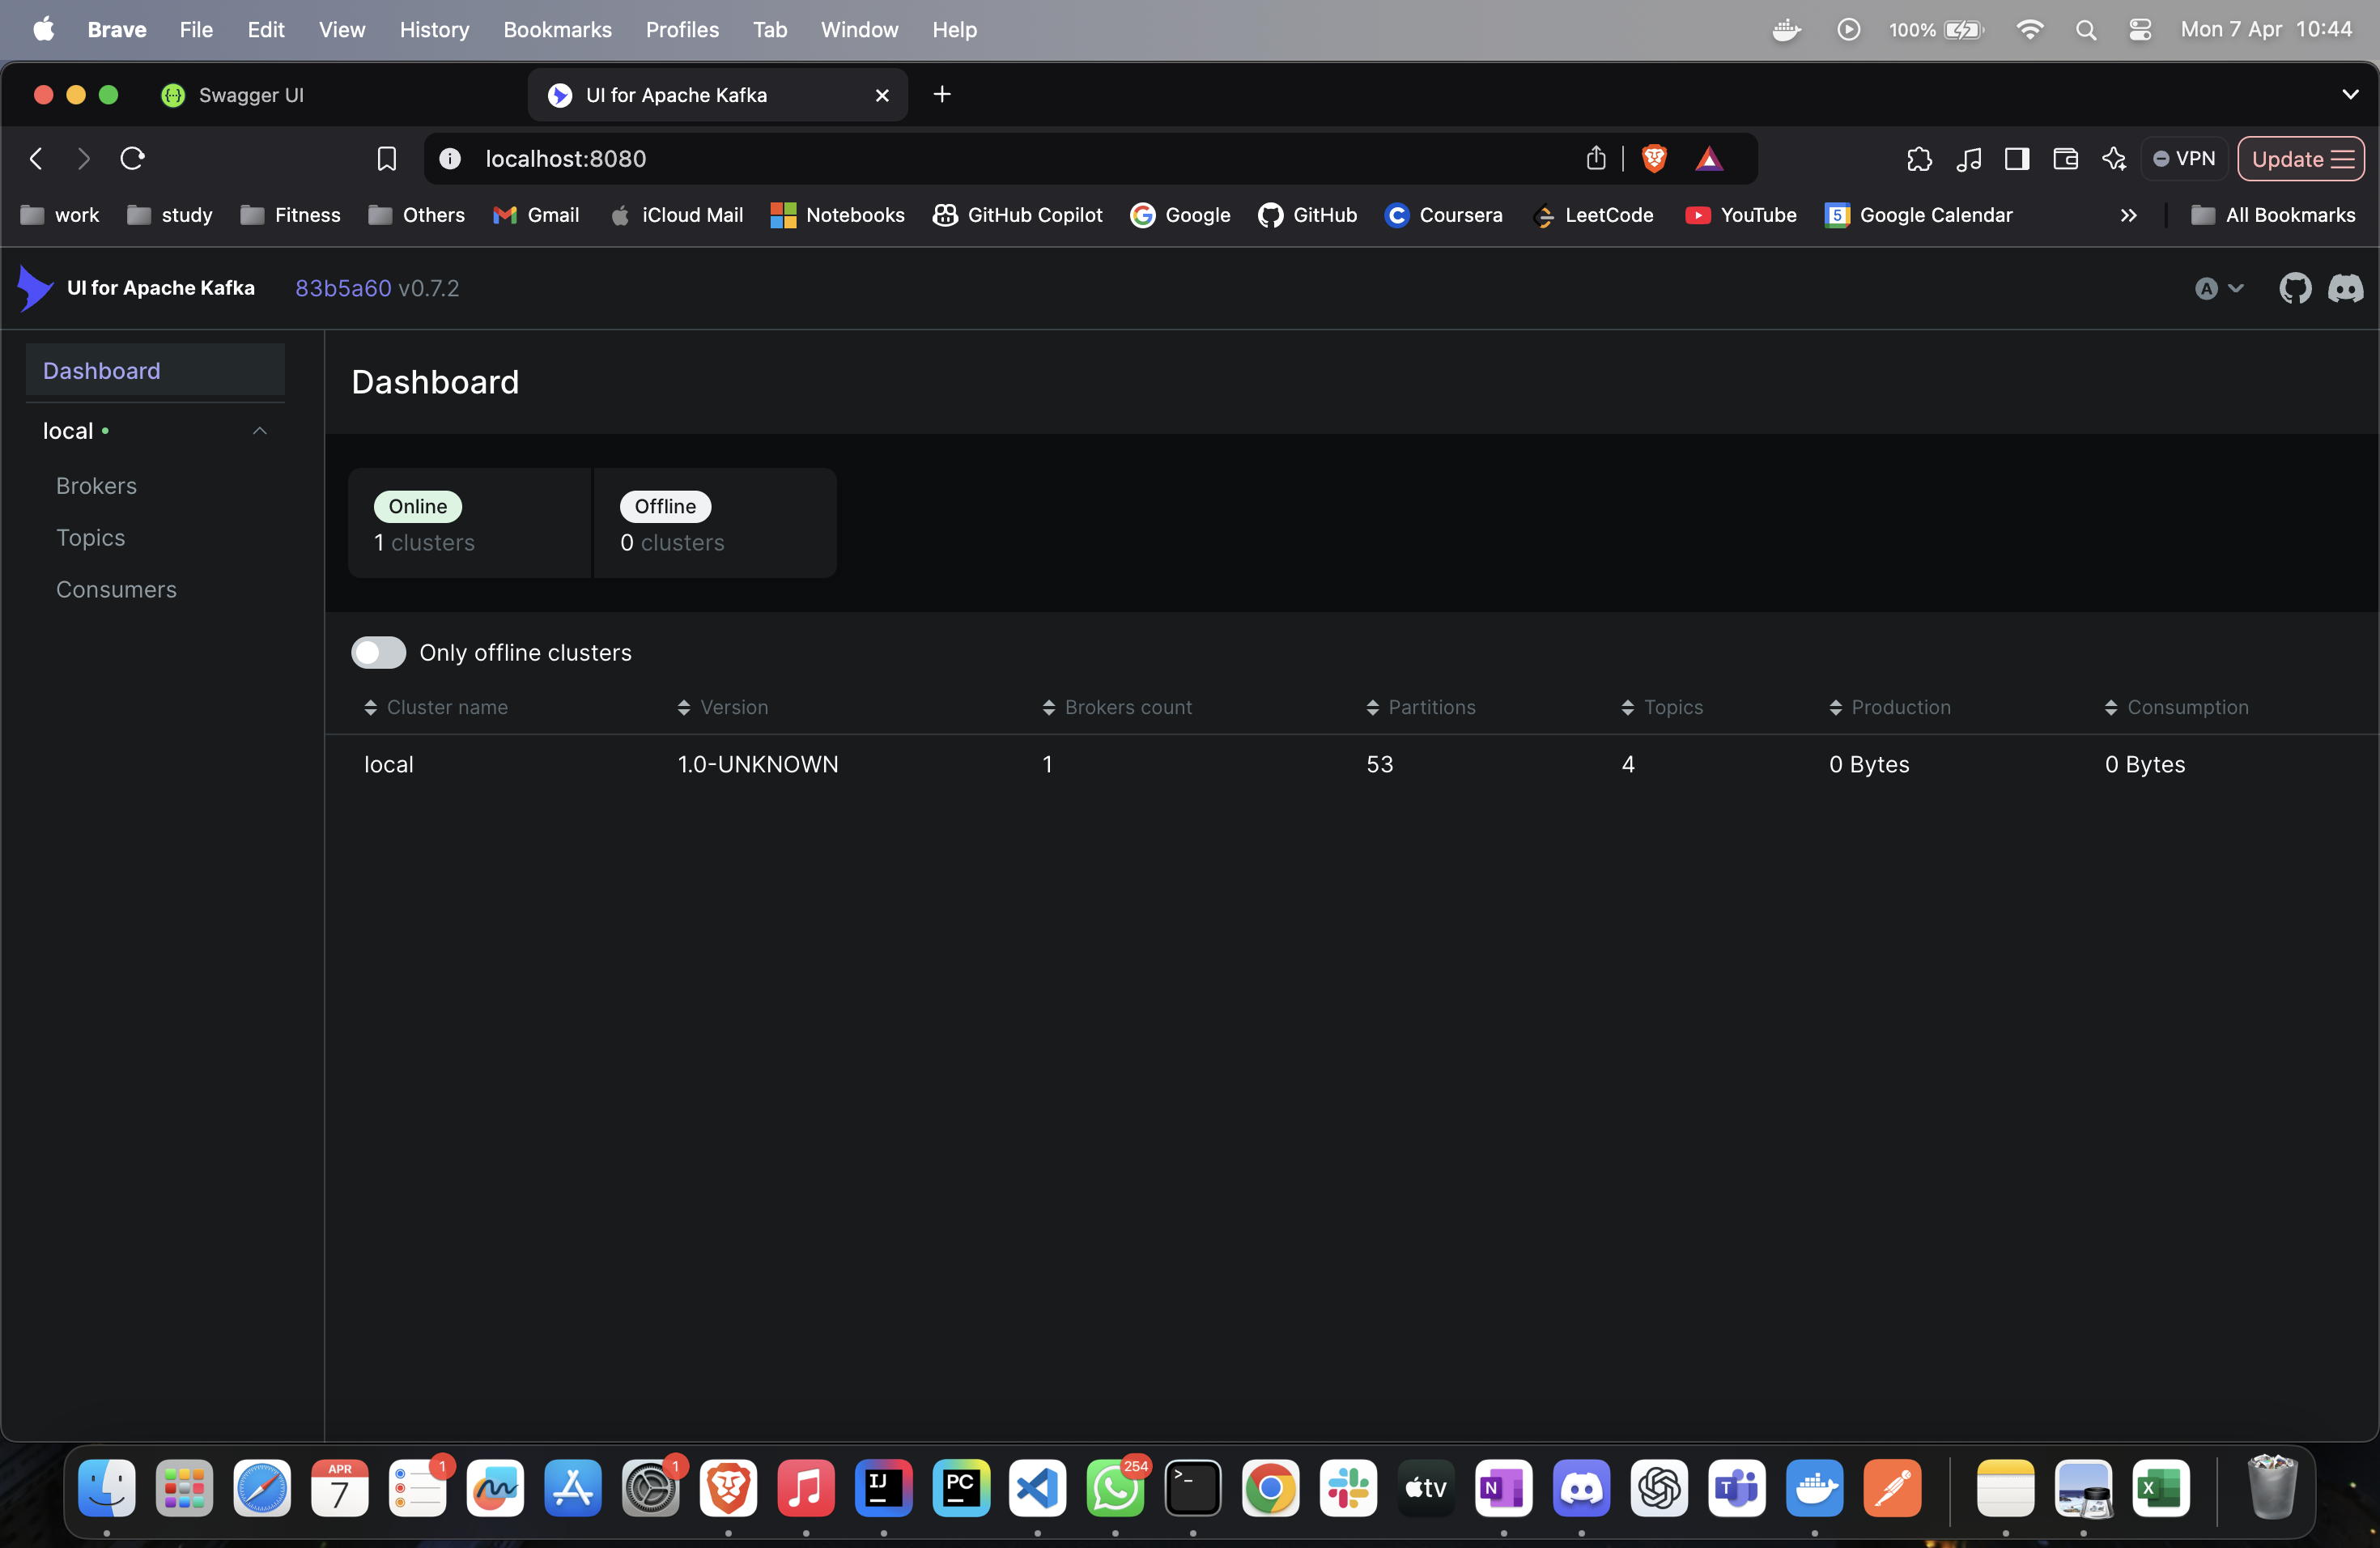 Brave File Edit View History Bookmarks Profiles Tab Window Help 100% Mon 7 Apr 10:44
Swagger UI UI for Apache Kafka
localhost:8080 VPN Update
work study Fitness Others Gmail iCloud Mail Notebooks GitHub Copilot Google GitHub Coursera LeetCode YouTube 5 Google Calendar All Bookmarks
UI for Apache Kafka 83b5a60 v0.7.2 A
Dashboard
local
Brokers
Topics
Consumers
Dashboard
Online Offline
1 clusters 0 clusters
Only offline clusters
Cluster name Version Brokers count Partitions Topics Production Consumption
local 1.0-UNKNOWN 1 53 4 0 Bytes 0 Bytes
APR 1 1 254
7 IJ PC >_ tv N T X